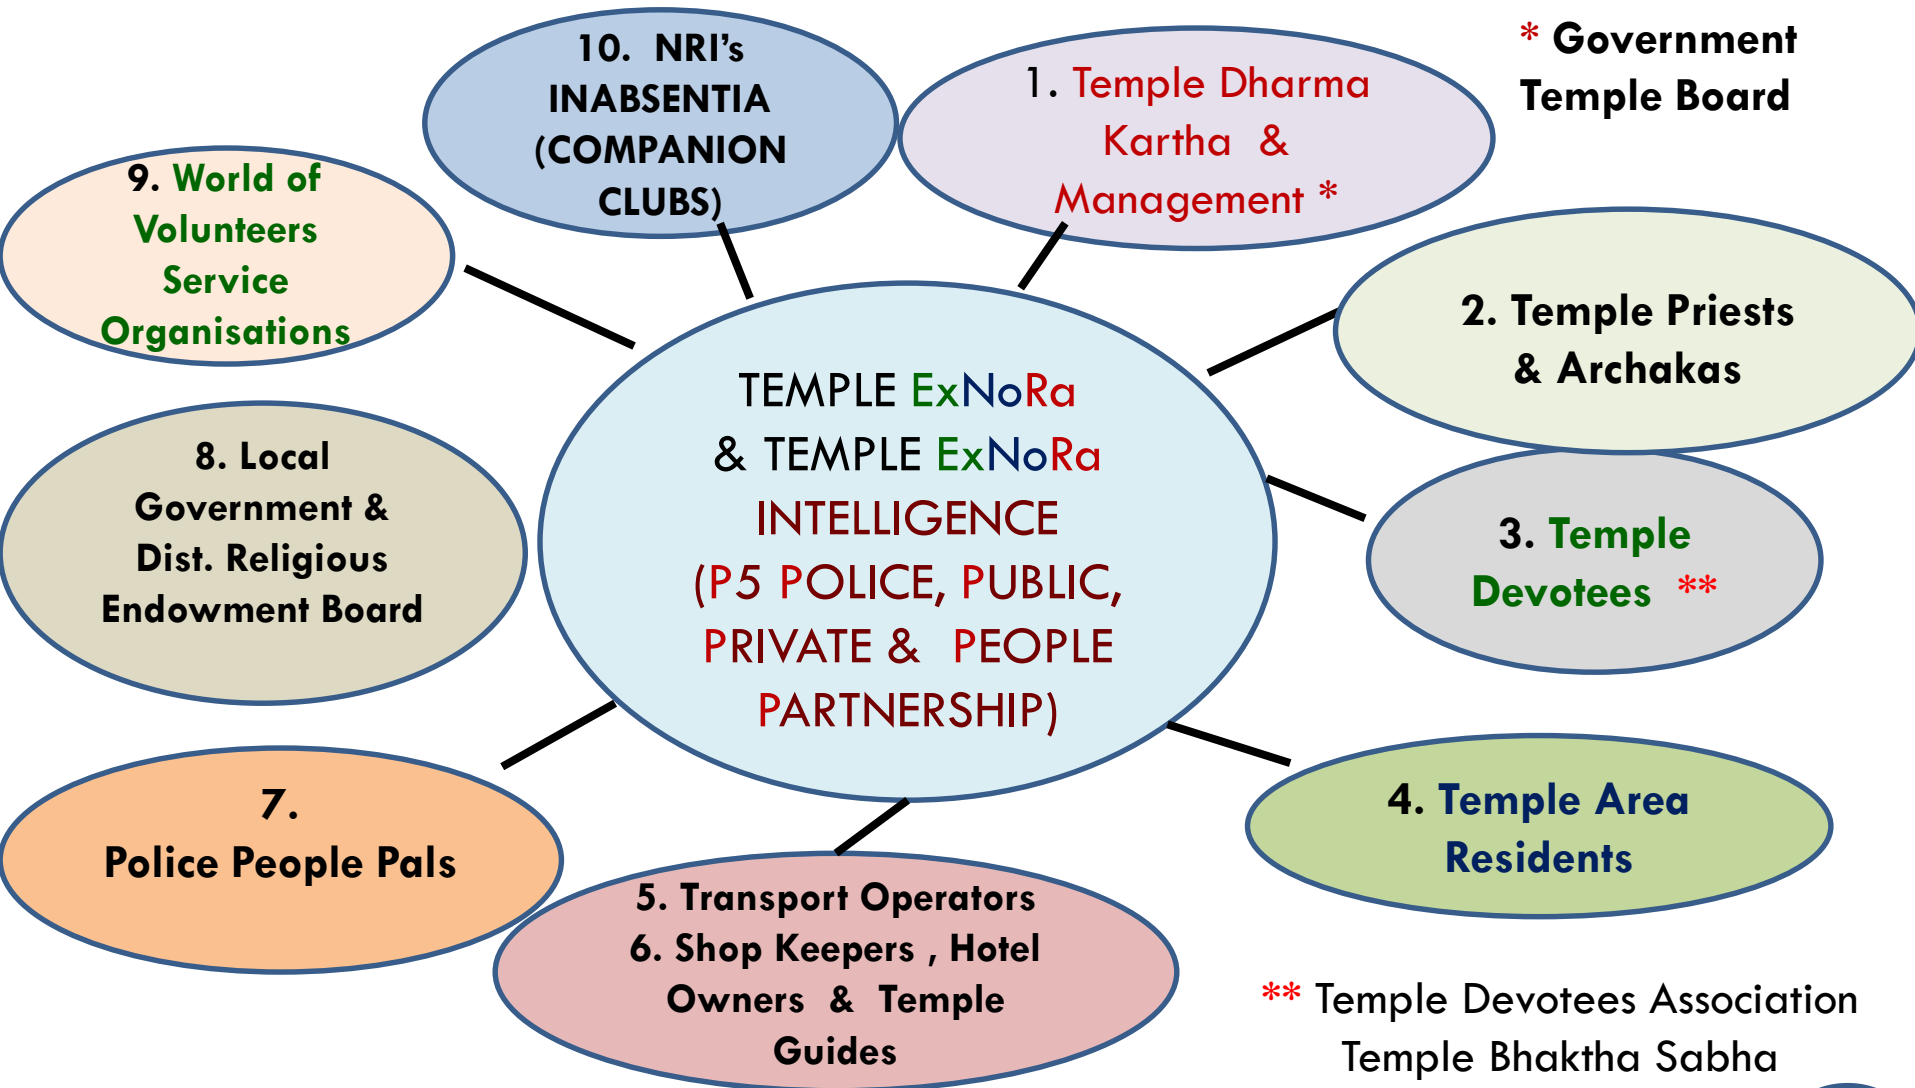 10. NRI's
INABSENTIA
(COMPANION
CLUBS)
1. Temple Dharma
Kartha &
Management *
* Government
Temple Board
9. World of
Volunteers
Service
Organisations
2. Temple Priests
& Archakas
TEMPLE ExNoRa
& TEMPLE ExNoRa
INTELLIGENCE
(P5 POLICE, PUBLIC,
PRIVATE & PEOPLE
PARTNERSHIP)
8. Local
Government &
Dist. Religious
Endowment Board
3. Temple
Devotees **
7.
Police People Pals
4. Temple Area
Residents
5. Transport Operators
6. Shop Keepers , Hotel
Owners & Temple
Guides
** Temple Devotees Association
Temple Bhaktha Sabha